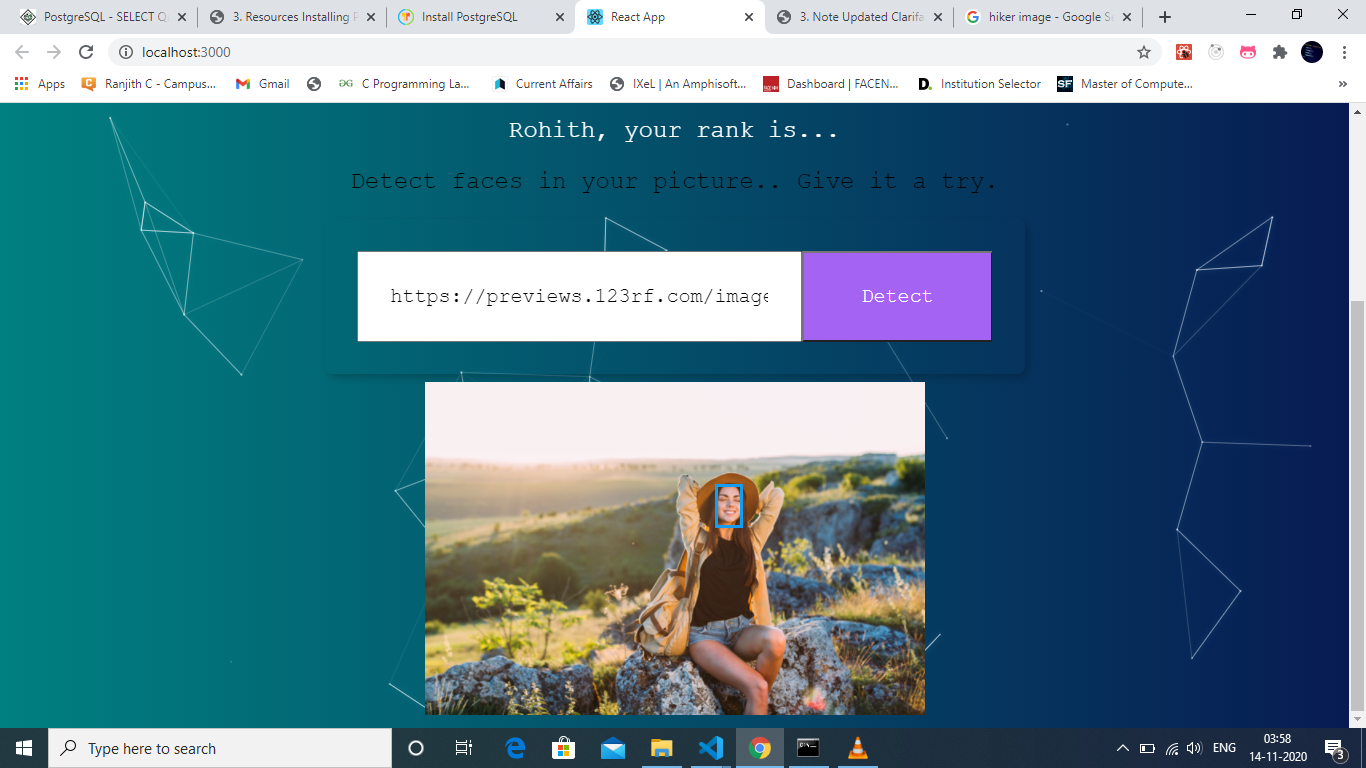 PostgreSQL - SELECT Q
3. Resources Installing P
Install PostgreSQL
React App
3. Note Updated Clarifa
hiker image - Google Se
localhost:3000
Apps
Ranjith C - Campus...
Gmail
C Programming La...
Current Affairs
IXeL | An Amphisoft...
Dashboard | FACEN...
Institution Selector
SF
Master of Compute...
»
Rohith, your rank is...
Detect faces in your picture.. Give it a try.
https://previews.123rf.com/image
Detect
Type here to search
ENG
03:58
14-11-2020
3